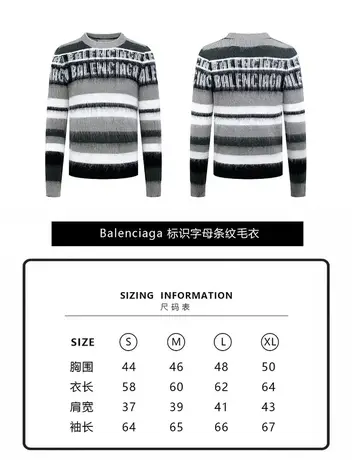 BALENCIAGA BALENCIAGA ALE
Balenciaga 标识字母条纹毛衣
SIZING INFORMATION
尺码表
SIZE S M L XL
胸围 44 46 48 50
衣长 58 60 62 64
肩宽 37 39 41 43
袖长 64 65 66 67